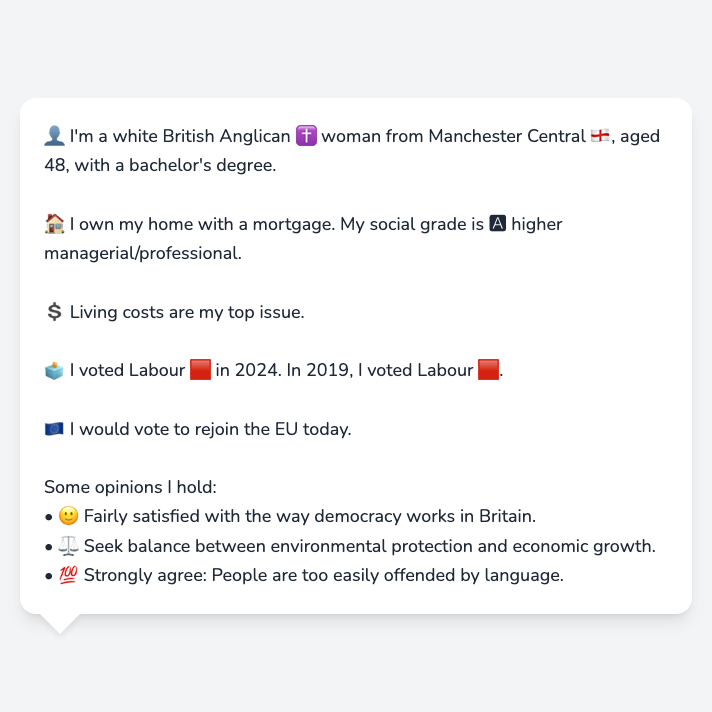 👤 I'm a white British Anglican ✝️ woman from Manchester Central 🏴󠁧󠁢󠁥󠁮󠁧󠁿, aged
48, with a bachelor's degree.
🏠 I own my home with a mortgage. My social grade is 🅰 higher
managerial/professional.
💲 Living costs are my top issue.
🗳️ I voted Labour 🟥 in 2024. In 2019, I voted Labour 🟥.
🇪🇺 I would vote to rejoin the EU today.
Some opinions I hold:
• 🙂 Fairly satisfied with the way democracy works in Britain.
• ⚖️ Seek balance between environmental protection and economic growth.
• 💯 Strongly agree: People are too easily offended by language.